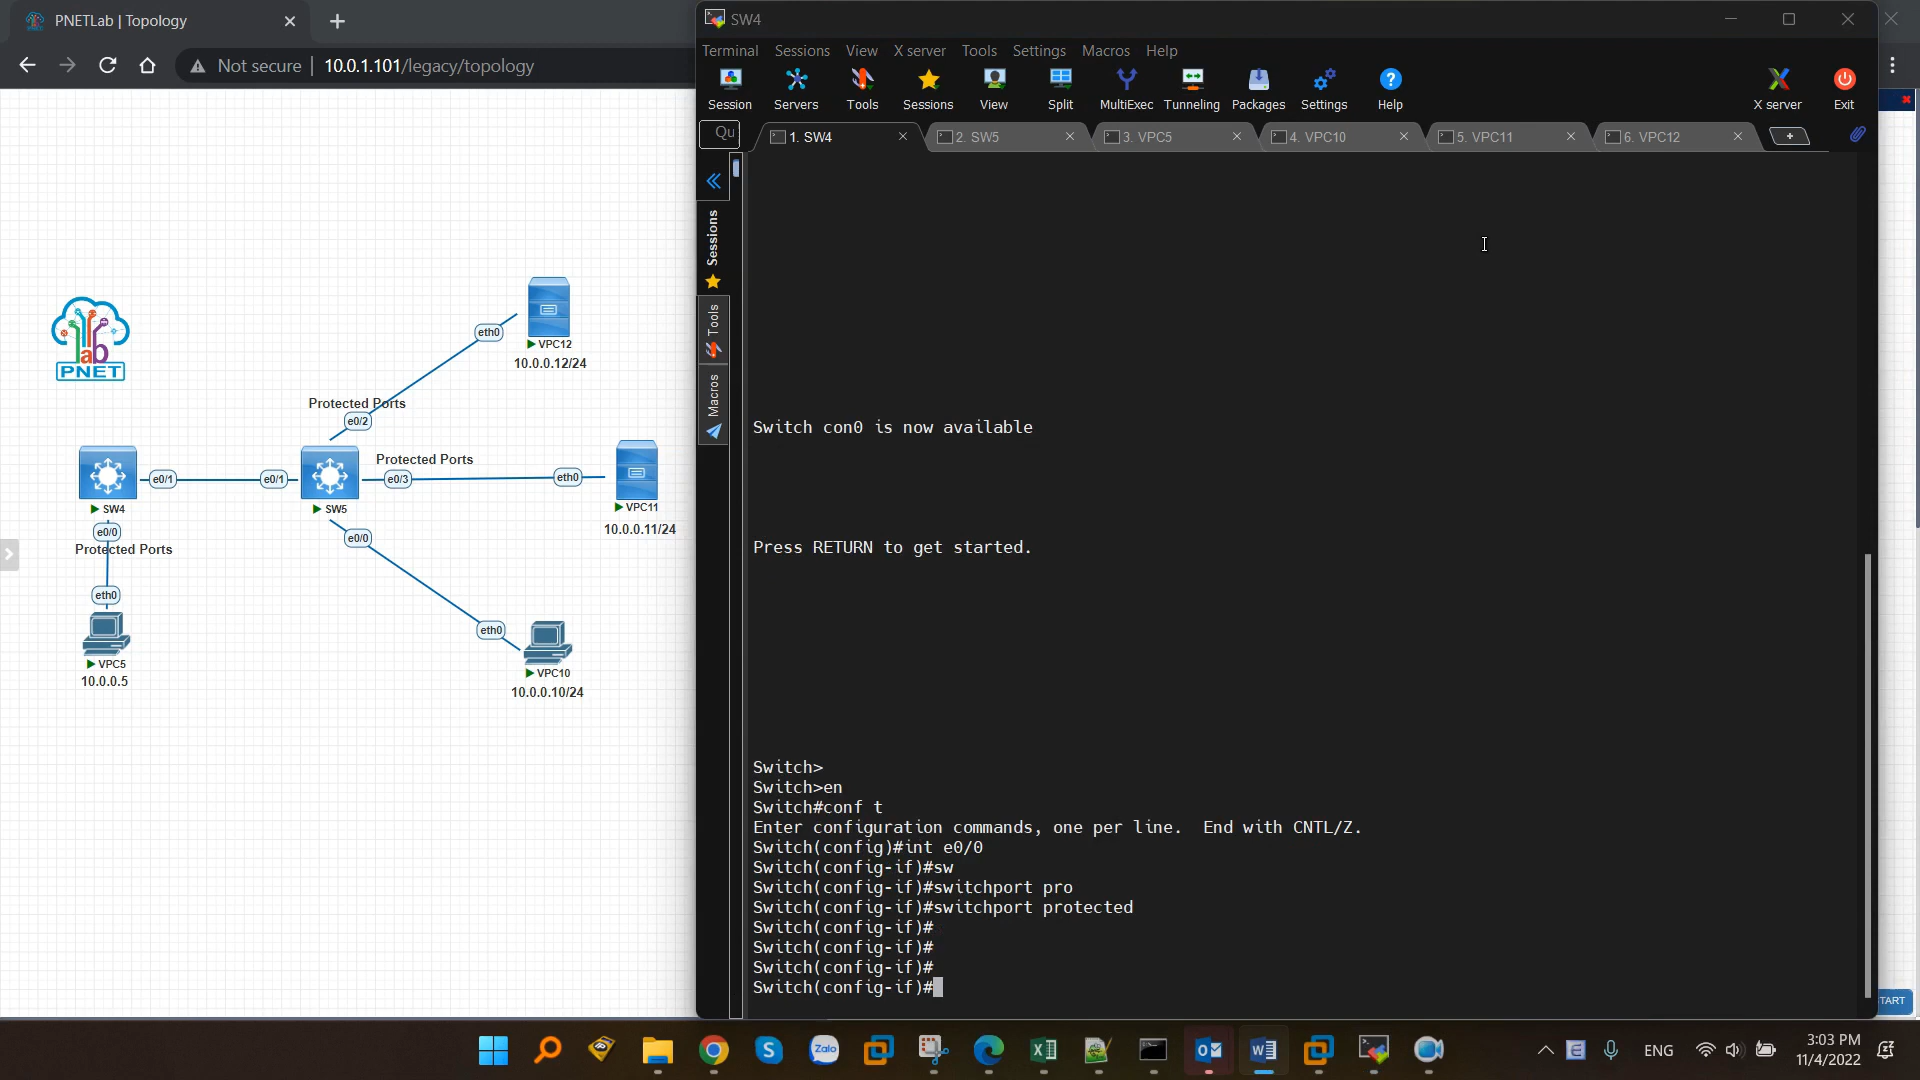 PNETLab | Topology
Not secure | 10.0.1.101/legacy/topology
SW4
Terminal Sessions View X server Tools Settings Macros Help
Session Servers Tools Sessions View Split MultiExec Tunneling Packages Settings Help X server Exit
Qu
1. SW4
2. SW5
3. VPC5
4. VPC10
5. VPC11
6. VPC12
Sessions
Tools
Macros
lab
PNET
eth0
VPC12
10.0.0.12/24
Protected Ports
e0/2
Protected Ports
e0/1
e0/1
e0/3
eth0
SW4
SW5
VPC11
10.0.0.11/24
e0/0
e0/0
Protected Ports
eth0
eth0
VPC5
10.0.0.5
VPC10
10.0.0.10/24
Switch con0 is now available
Press RETURN to get started.
Switch>
Switch>en
Switch#conf t
Enter configuration commands, one per line.  End with CNTL/Z.
Switch(config)#int e0/0
Switch(config-if)#sw
Switch(config-if)#switchport pro
Switch(config-if)#switchport protected
Switch(config-if)#
Switch(config-if)#
Switch(config-if)#
Switch(config-if)#
TART
Zalo
ENG
3:03 PM
11/4/2022